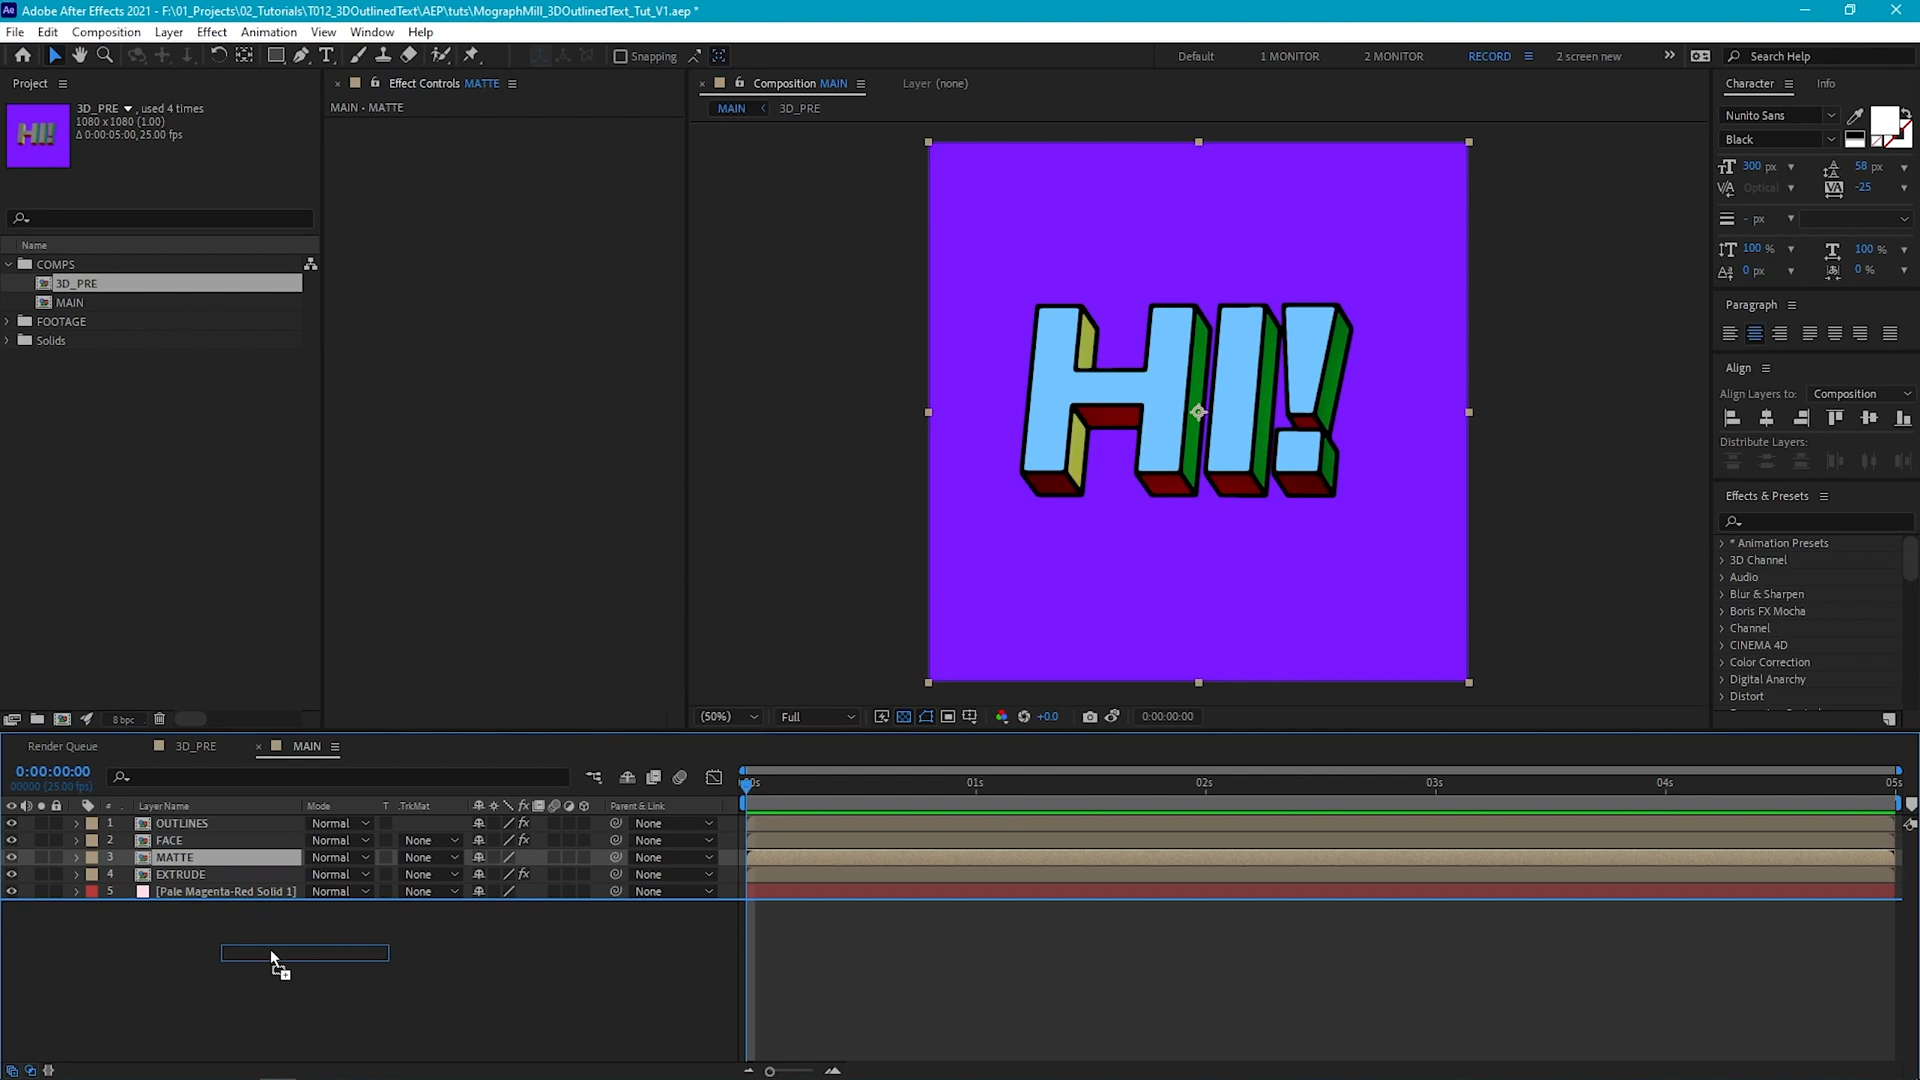 Adobe After Effects 2021 - F:\01_Projects\02_Tutorials\T012_3DOutlinedText\AEP\tuts\MographMill_3DOutlinedText_Tut_V1.aep *
File Edit Composition Layer Effect Animation View Window Help
Snapping
Default 1 MONITOR 2 MONITOR RECORD 2 screen new Search Help
Project
3D_PRE , used 4 times
1080 x 1080 (1.00)
Δ 0:00:05:00, 25.00 fps
Name
COMPS
3D_PRE
MAIN
FOOTAGE
Solids
8 bpc
Effect Controls MATTE
MAIN • MATTE
Composition MAIN
Layer (none)
MAIN 3D_PRE
HI!
(50%) Full +0.0 0:00:00:00
Character Info
Nunito Sans
Black
300 px 58 px
Optical -25
- px
100 % 100 %
0 px 0 %
Paragraph
Align
Align Layers to: Composition
Distribute Layers:
Effects & Presets
* Animation Presets
3D Channel
Audio
Blur & Sharpen
Boris FX Mocha
Channel
CINEMA 4D
Color Correction
Digital Anarchy
Distort
Render Queue 3D_PRE MAIN
0:00:00:00
00000 (25.00 fps)
01s 02s 03s 04s 05s
# Layer Name Mode T .TrkMat fx Parent & Link
1 OUTLINES Normal fx None
2 FACE Normal None fx None
3 MATTE Normal None None
4 EXTRUDE Normal None fx None
5 [Pale Magenta-Red Solid 1] Normal None None